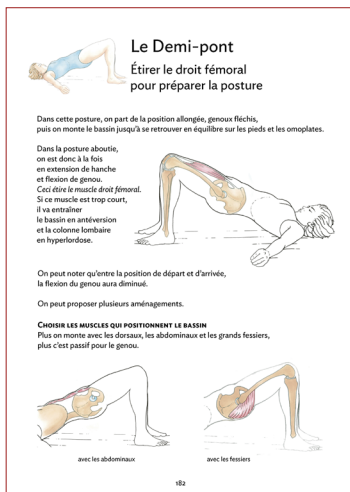 Le Demi-pont
Étirer le droit fémoral
pour préparer la posture
Dans cette posture, on part de la position allongée, genoux fléchis,
puis on monte le bassin jusqu'à se retrouver en équilibre sur les pieds et les omoplates.
Dans la posture aboutie,
on est donc à la fois
en extension de hanche
et flexion de genou.
Ceci étire le muscle droit fémoral.
Si ce muscle est trop court,
il va entraîner
le bassin en antéversion
et la colonne lombaire
en hyperlordose.
On peut noter qu'entre la position de départ et d'arrivée,
la flexion du genou aura diminué.
On peut proposer plusieurs aménagements.
Choisir les muscles qui positionnent le bassin
Plus on monte avec les dorsaux, les abdominaux et les grands fessiers,
plus c'est passif pour le genou.
avec les abdominaux
avec les fessiers
182